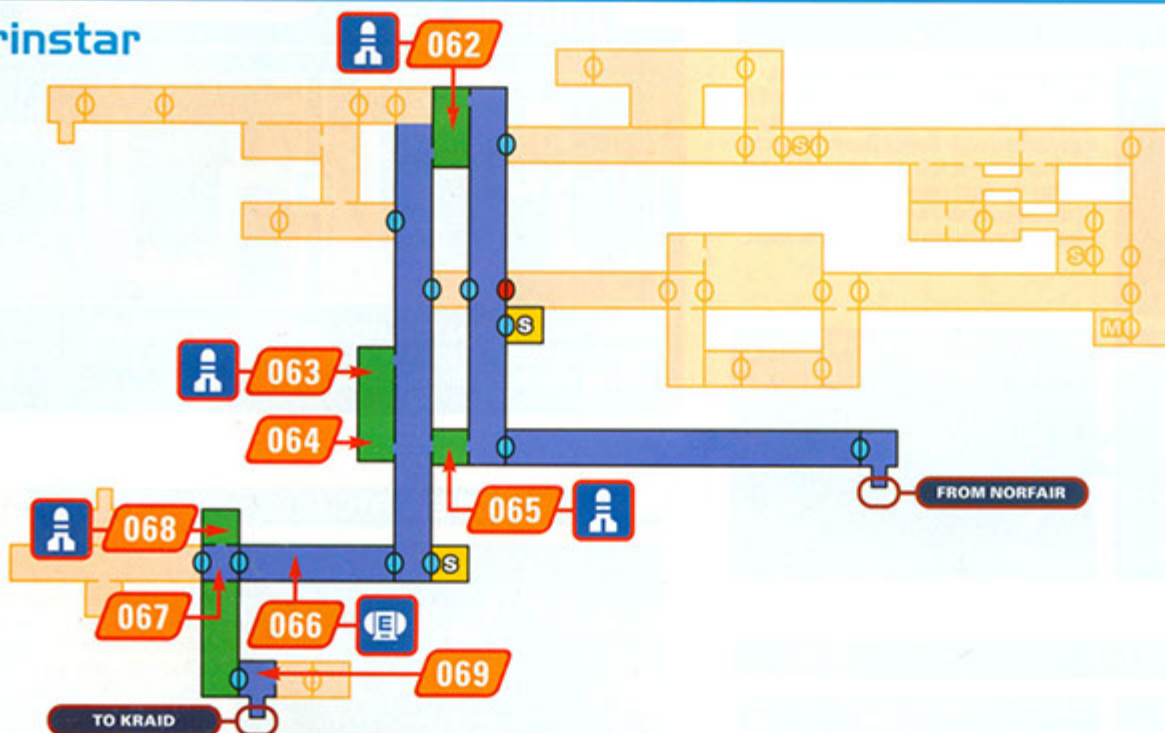 rinstar
062
S
S
M
063
S
064
065
FROM NORFAIR
068
S
067
066
E
069
TO KRAID